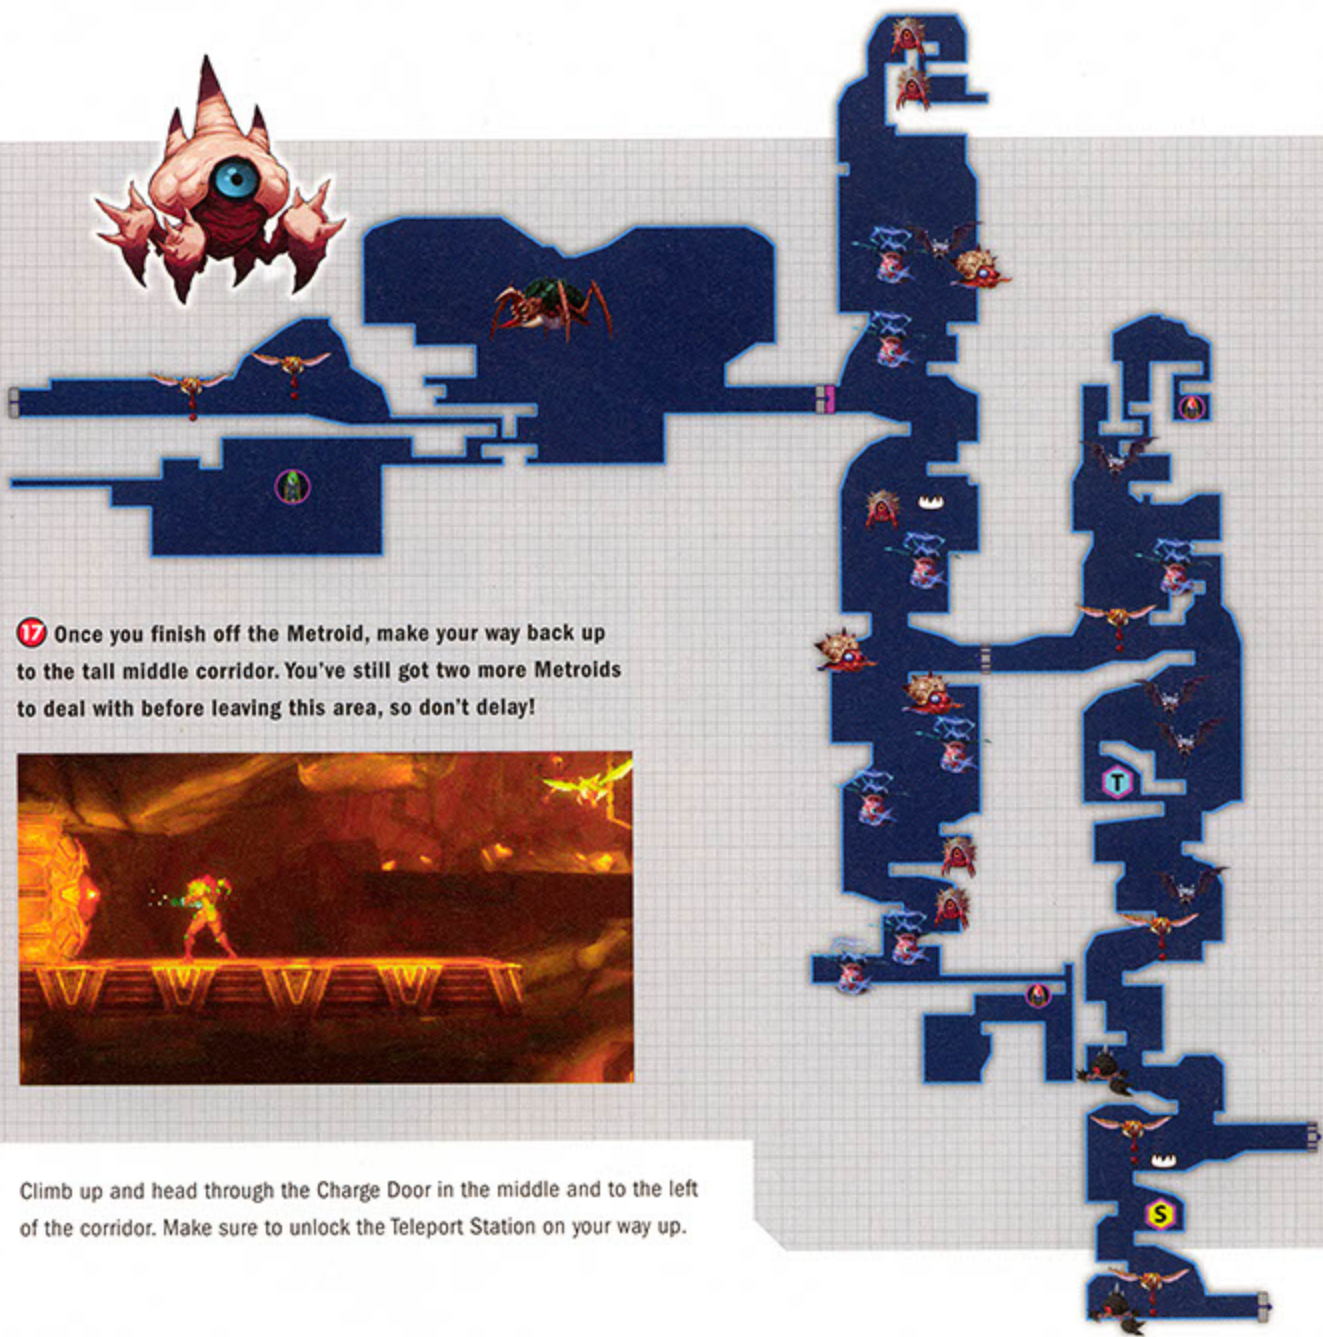 17 Once you finish off the Metroid, make your way back up
to the tall middle corridor. You've still got two more Metroids
to deal with before leaving this area, so don't delay!
T
S
Climb up and head through the Charge Door in the middle and to the left
of the corridor. Make sure to unlock the Teleport Station on your way up.